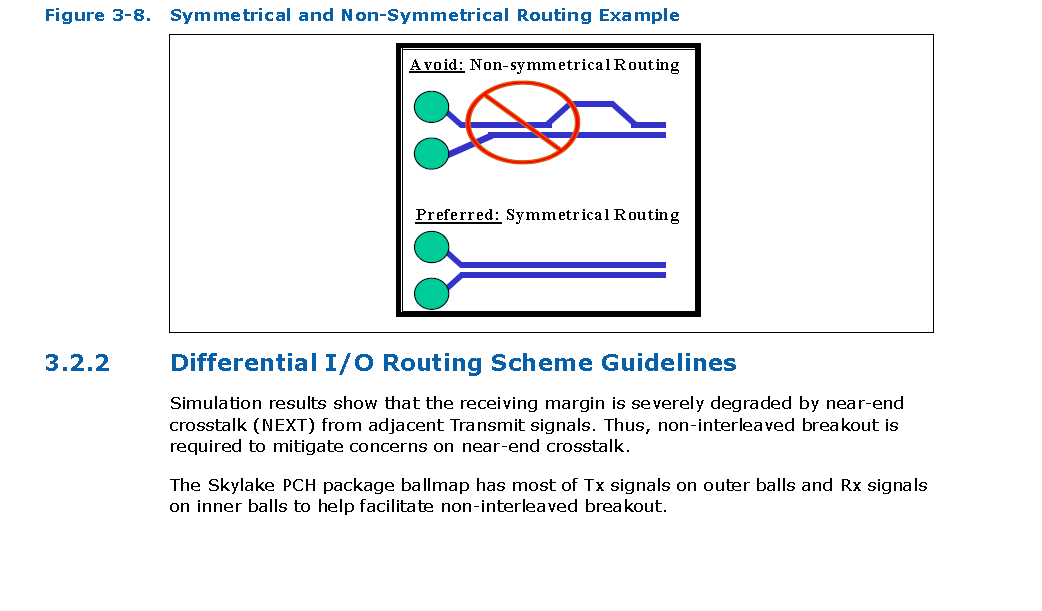 Figure 3-8. Symmetrical and Non-Symmetrical Routing Example
Avoid: Non-symmetrical Routing
Preferred: Symmetrical Routing
3.2.2 Differential I/O Routing Scheme Guidelines
Simulation results show that the receiving margin is severely degraded by near-end
crosstalk (NEXT) from adjacent Transmit signals. Thus, non-interleaved breakout is
required to mitigate concerns on near-end crosstalk.
The Skylake PCH package ballmap has most of Tx signals on outer balls and Rx signals
on inner balls to help facilitate non-interleaved breakout.